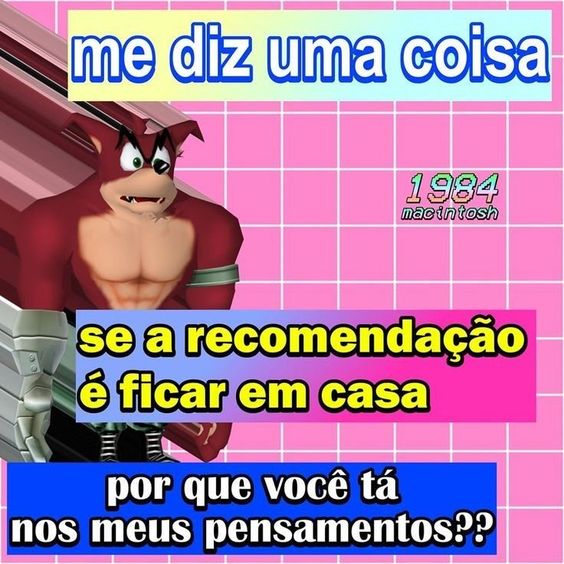 me diz uma coisa
1984
macintosh
se a recomendação
é ficar em casa
por que você tá
nos meus pensamentos??